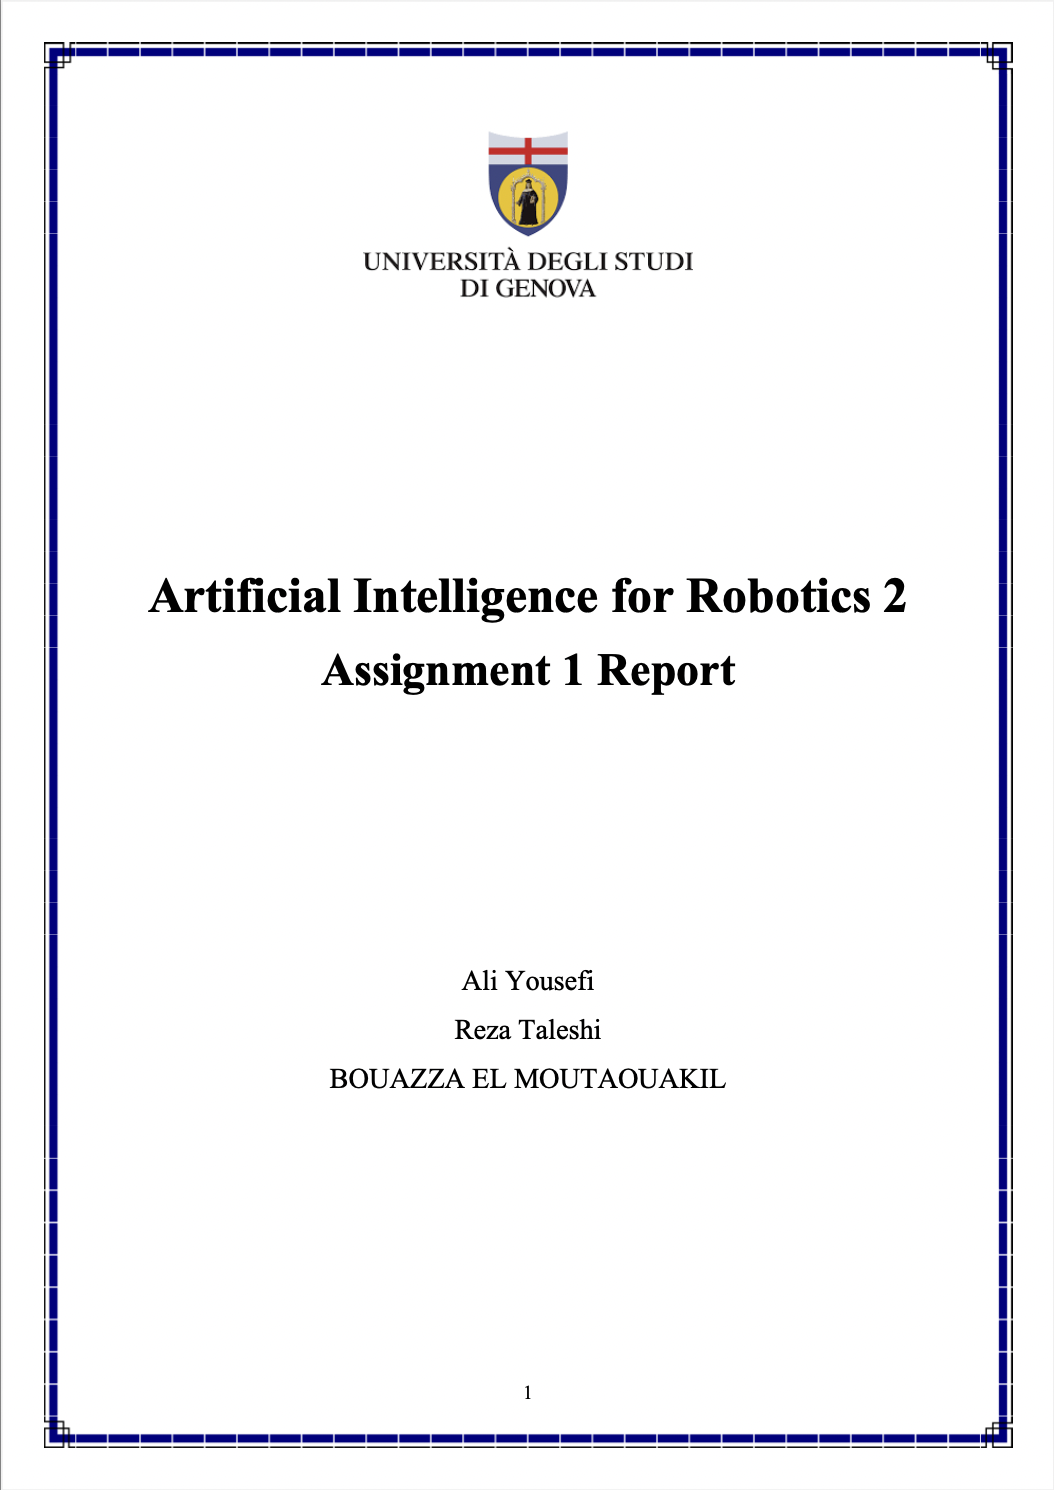 UNIVERSITÀ DEGLI STUDI
DI GENOVA
Artificial Intelligence for Robotics 2
Assignment 1 Report
Ali Yousefi
Reza Taleshi
BOUAZZA EL MOUTAOUAKIL
1